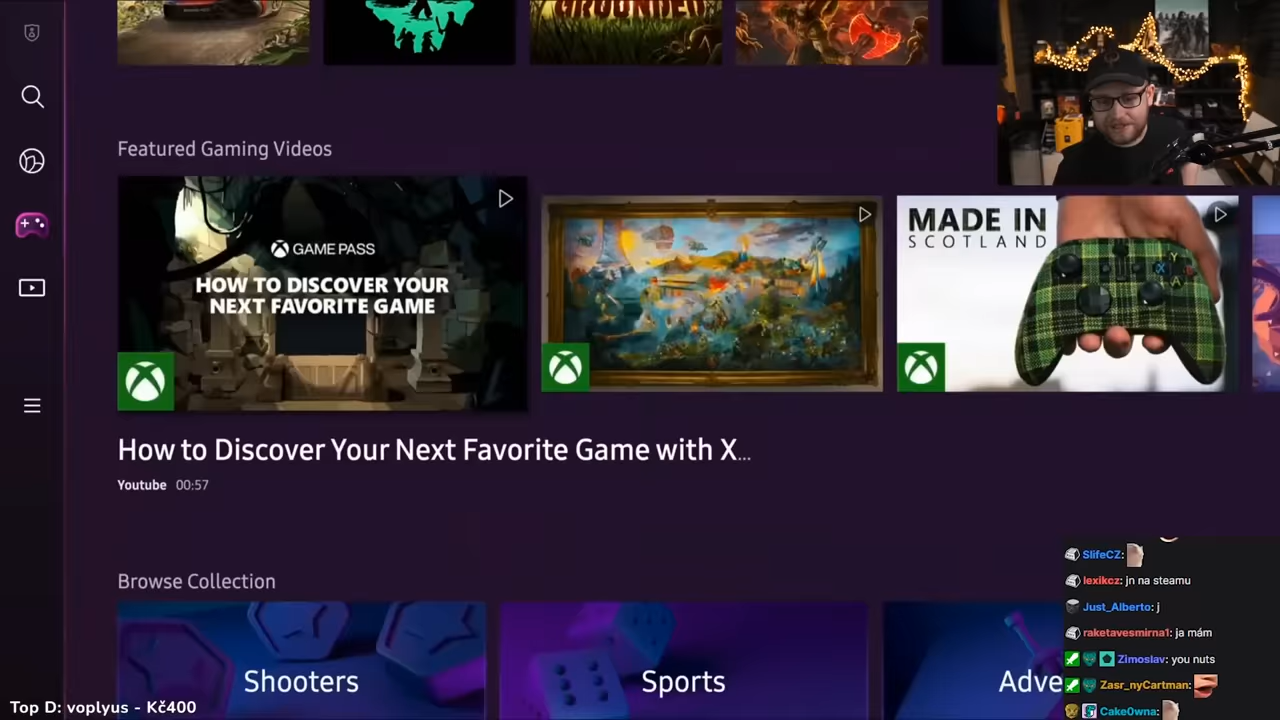 GROUNDED
Featured Gaming Videos
GAME PASS
HOW TO DISCOVER YOUR
NEXT FAVORITE GAME
MADE IN
SCOTLAND
Y
X
A
How to Discover Your Next Favorite Game with X...
Youtube 00:57
Browse Collection
Shooters
Sports
Adve
SlifeCZ:
lexikcz: jn na steamu
Just_Alberto: j
raketavesmirna1: ja mám
Zimoslav: you nuts
Zasr_nyCartman:
CakeOwna:
Top D: voplyus - Kč400